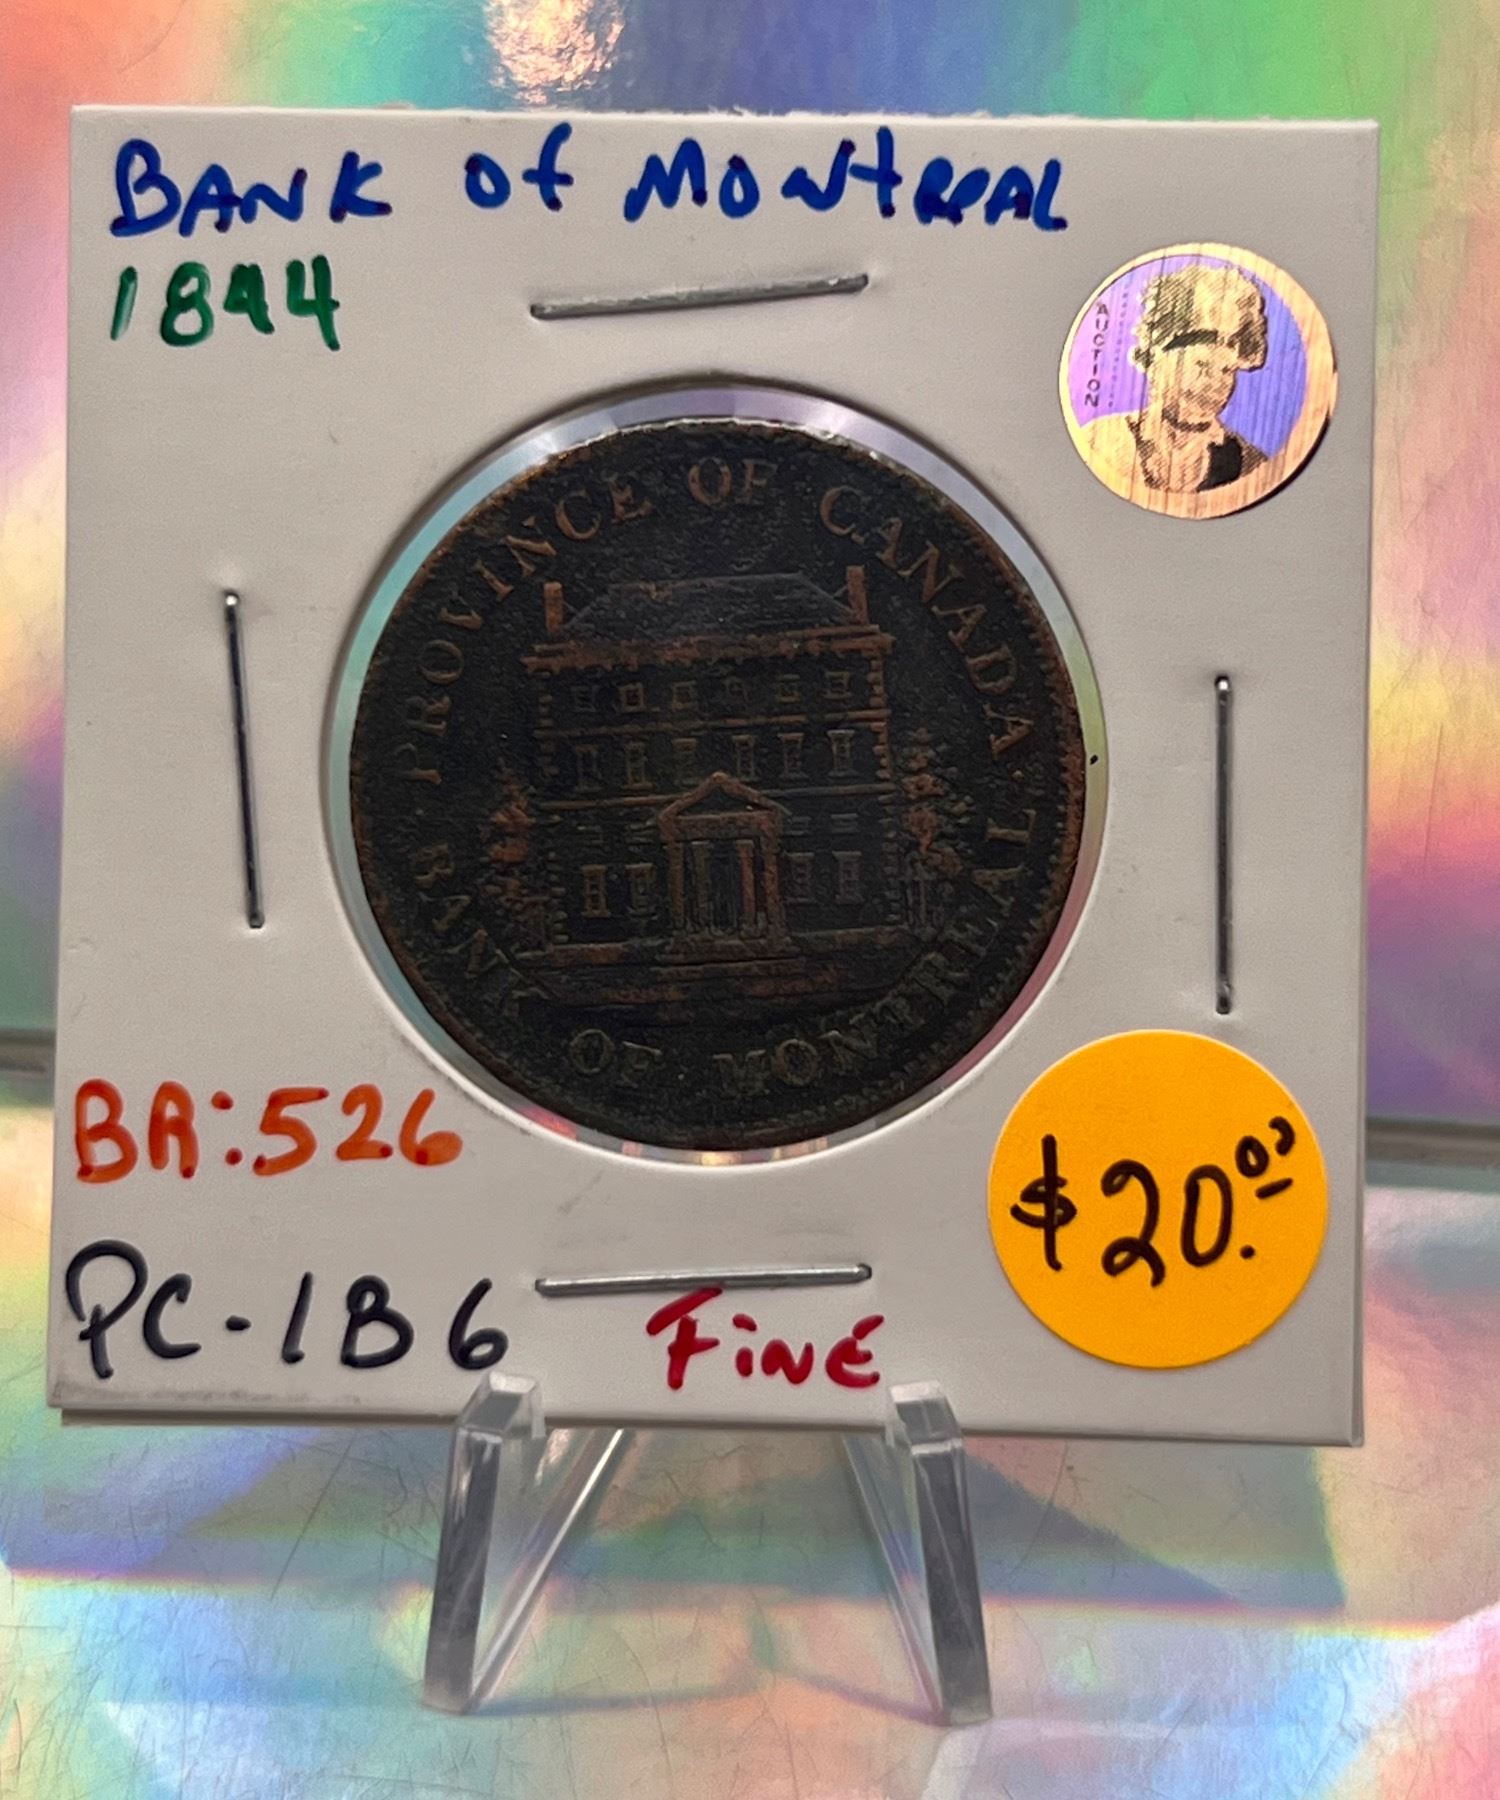 BANK of MONtREAL
1844
AUCTION
PROVINCE OF CANADA
BANK OF MONTREAL
BA:526
$20.00
PC-1B6
FiNE